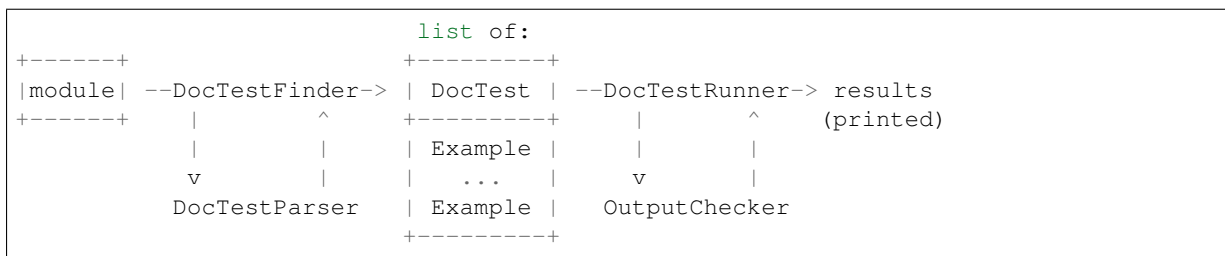 list of:
+------+                   +---------+
|module| --DocTestFinder-> | DocTest | --DocTestRunner-> results
+------+    |        ^     +---------+     |       ^    (printed)
            |        |     | Example |     |       |
            v        |     |   ...   |     v       |
           DocTestParser   | Example |   OutputChecker
                           +---------+